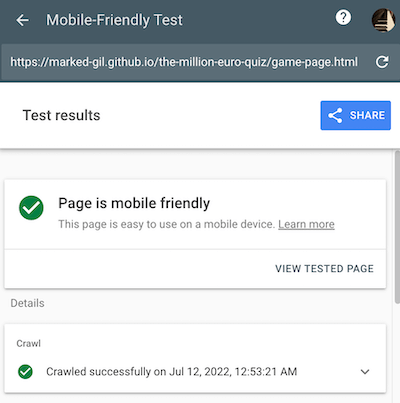 Mobile-Friendly Test
https://marked-gil.github.io/the-million-euro-quiz/game-page.html
Test results
SHARE
Page is mobile friendly
This page is easy to use on a mobile device. Learn more
VIEW TESTED PAGE
Details
Crawl
Crawled successfully on Jul 12, 2022, 12:53:21 AM